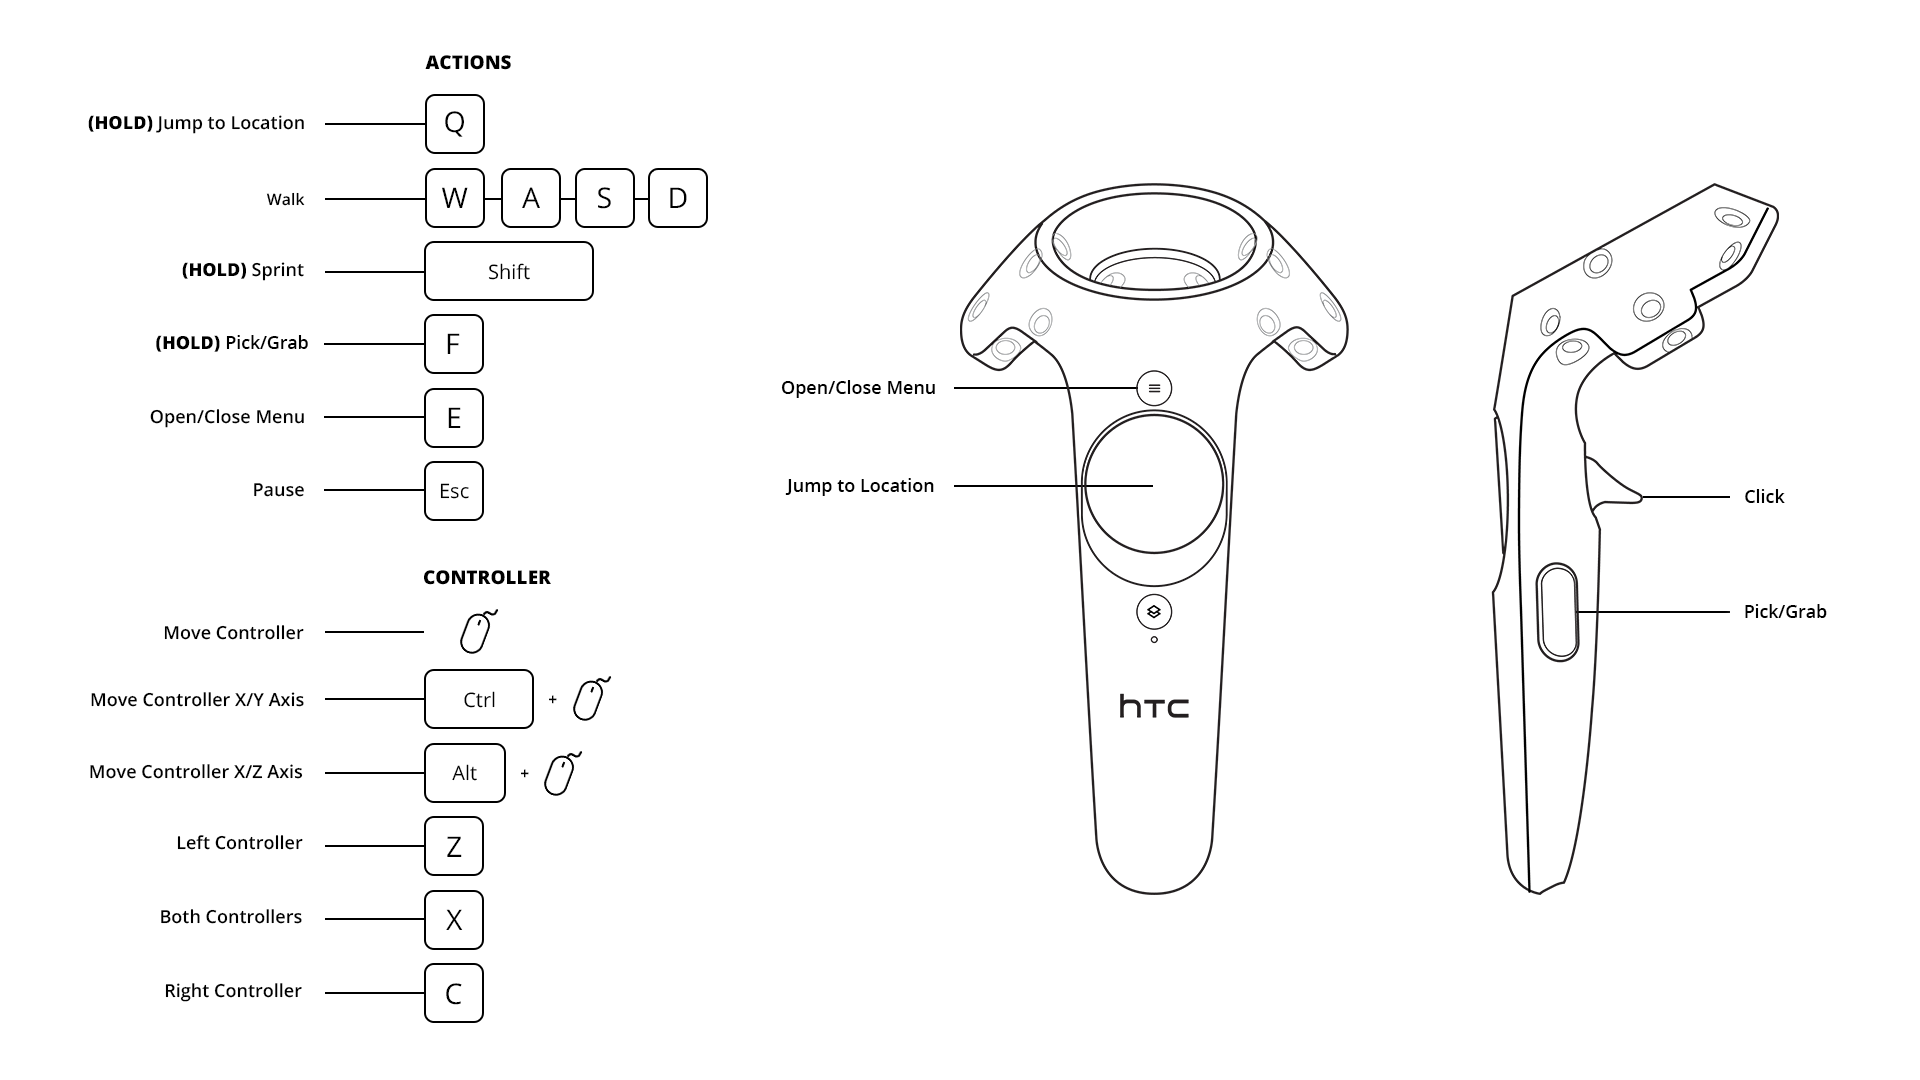 ACTIONS
(HOLD) Jump to Location Q
Walk W A S D
(HOLD) Sprint Shift
(HOLD) Pick/Grab F
Open/Close Menu E
Pause Esc
CONTROLLER
Move Controller
Move Controller X/Y Axis Ctrl +
Move Controller X/Z Axis Alt +
Left Controller Z
Both Controllers X
Right Controller C
Open/Close Menu
Jump to Location
hTC
Click
Pick/Grab